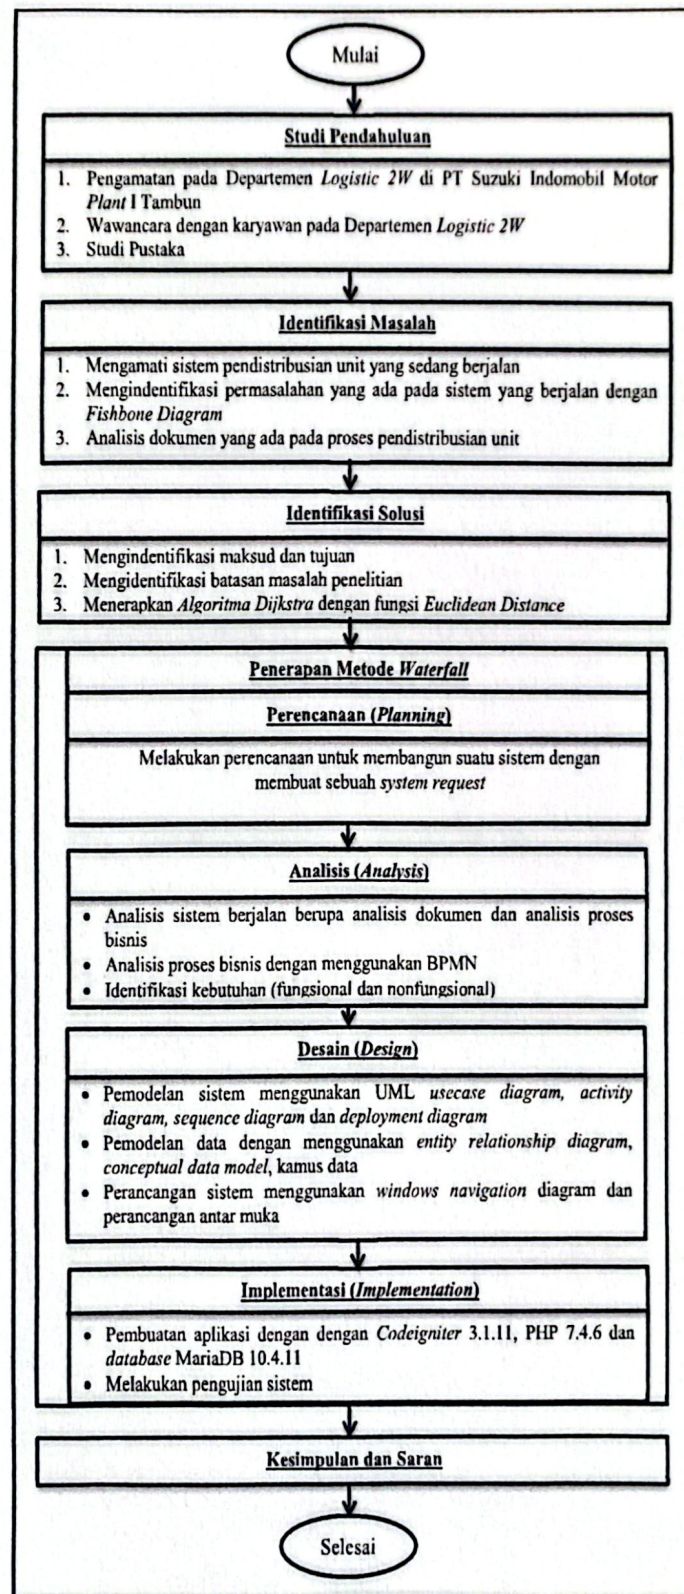 Mulai
Studi Pendahuluan
1. Pengamatan pada Departemen Logistic 2W di PT Suzuki Indomobil Motor
Plant I Tambun
2. Wawancara dengan karyawan pada Departemen Logistic 2W
3. Studi Pustaka
Identifikasi Masalah
1. Mengamati sistem pendistribusian unit yang sedang berjalan
2. Mengindentifikasi permasalahan yang ada pada sistem yang berjalan dengan
Fishbone Diagram
3. Analisis dokumen yang ada pada proses pendistribusian unit
Identifikasi Solusi
1. Mengindentifikasi maksud dan tujuan
2. Mengidentifikasi batasan masalah penelitian
3. Menerapkan Algoritma Dijkstra dengan fungsi Euclidean Distance
Penerapan Metode Waterfall
Perencanaan (Planning)
Melakukan perencanaan untuk membangun suatu sistem dengan
membuat sebuah system request
Analisis (Analysis)
• Analisis sistem berjalan berupa analisis dokumen dan analisis proses
bisnis
• Analisis proses bisnis dengan menggunakan BPMN
• Identifikasi kebutuhan (fungsional dan nonfungsional)
Desain (Design)
• Pemodelan sistem menggunakan UML usecase diagram, activity
diagram, sequence diagram dan deployment diagram
• Pemodelan data dengan menggunakan entity relationship diagram,
conceptual data model, kamus data
• Perancangan sistem menggunakan windows navigation diagram dan
perancangan antar muka
Implementasi (Implementation)
• Pembuatan aplikasi dengan dengan Codeigniter 3.1.11, PHP 7.4.6 dan
database MariaDB 10.4.11
• Melakukan pengujian sistem
Kesimpulan dan Saran
Selesai